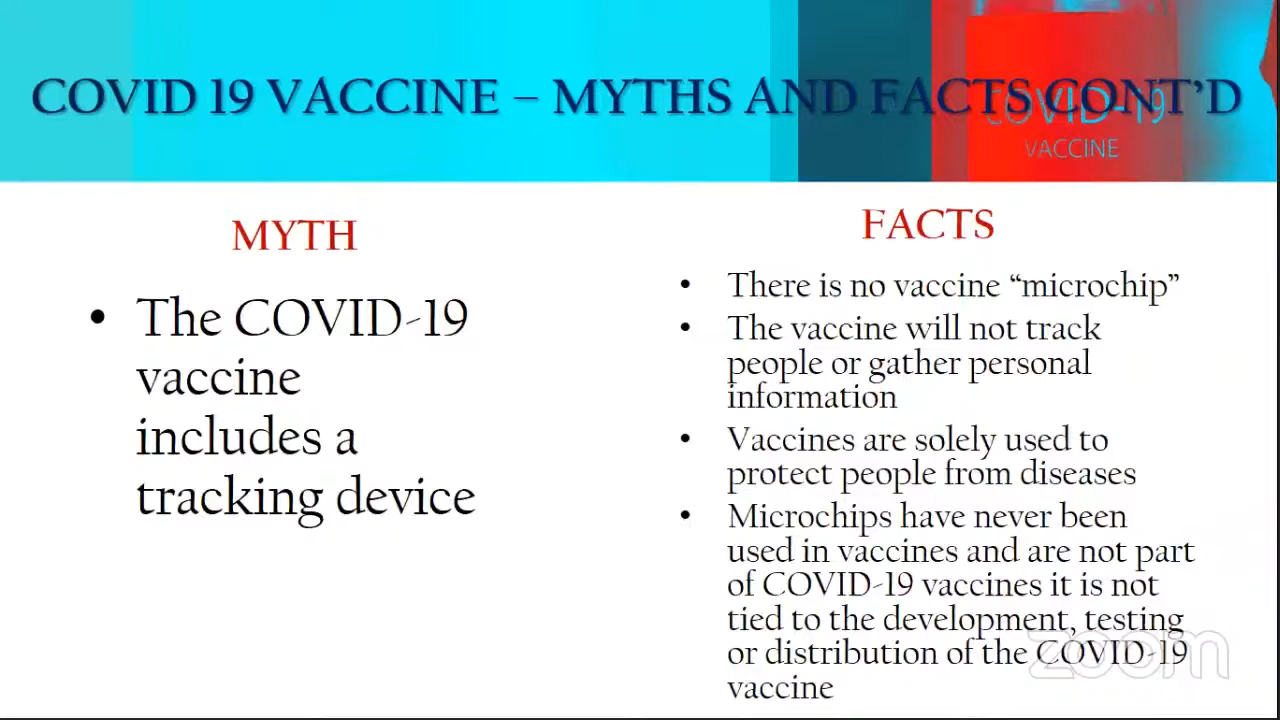 COVID 19 VACCINE – MYTHS AND FACTS CONT'D
COVID-19
VACCINE
MYTH
• The COVID-19
vaccine
includes a
tracking device
FACTS
• There is no vaccine “microchip”
• The vaccine will not track
people or gather personal
information
• Vaccines are solely used to
protect people from diseases
• Microchips have never been
used in vaccines and are not part
of COVID-19 vaccines it is not
tied to the development, testing
or distribution of the COVID-19
vaccine
zoom